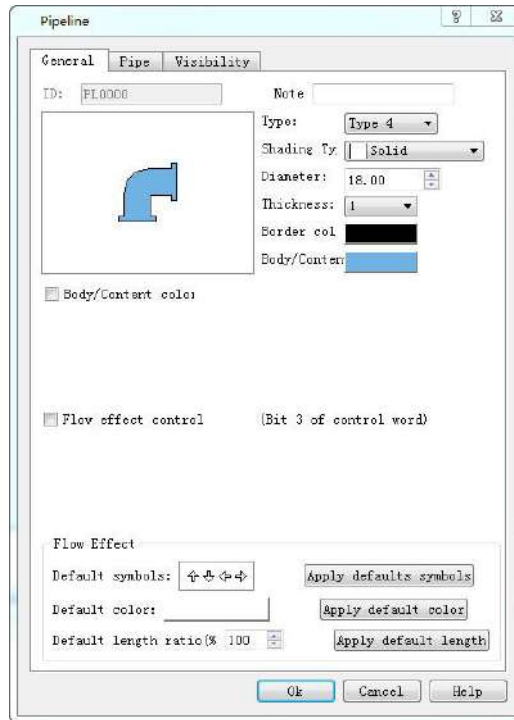 Pipeline
General Pipe Visibility
ID: PL0000 Note
Type: Type 4
Shading Ty Solid
Diameter: 18.00
Thickness: 1
Border col
Body/Conten
Body/Content color
Flow effect control (Bit 3 of control word)
Flow Effect
Default symbols: Apply defaults symbols
Default color: Apply default color
Default length ratio(% 100 Apply default length
Ok Cancel Help